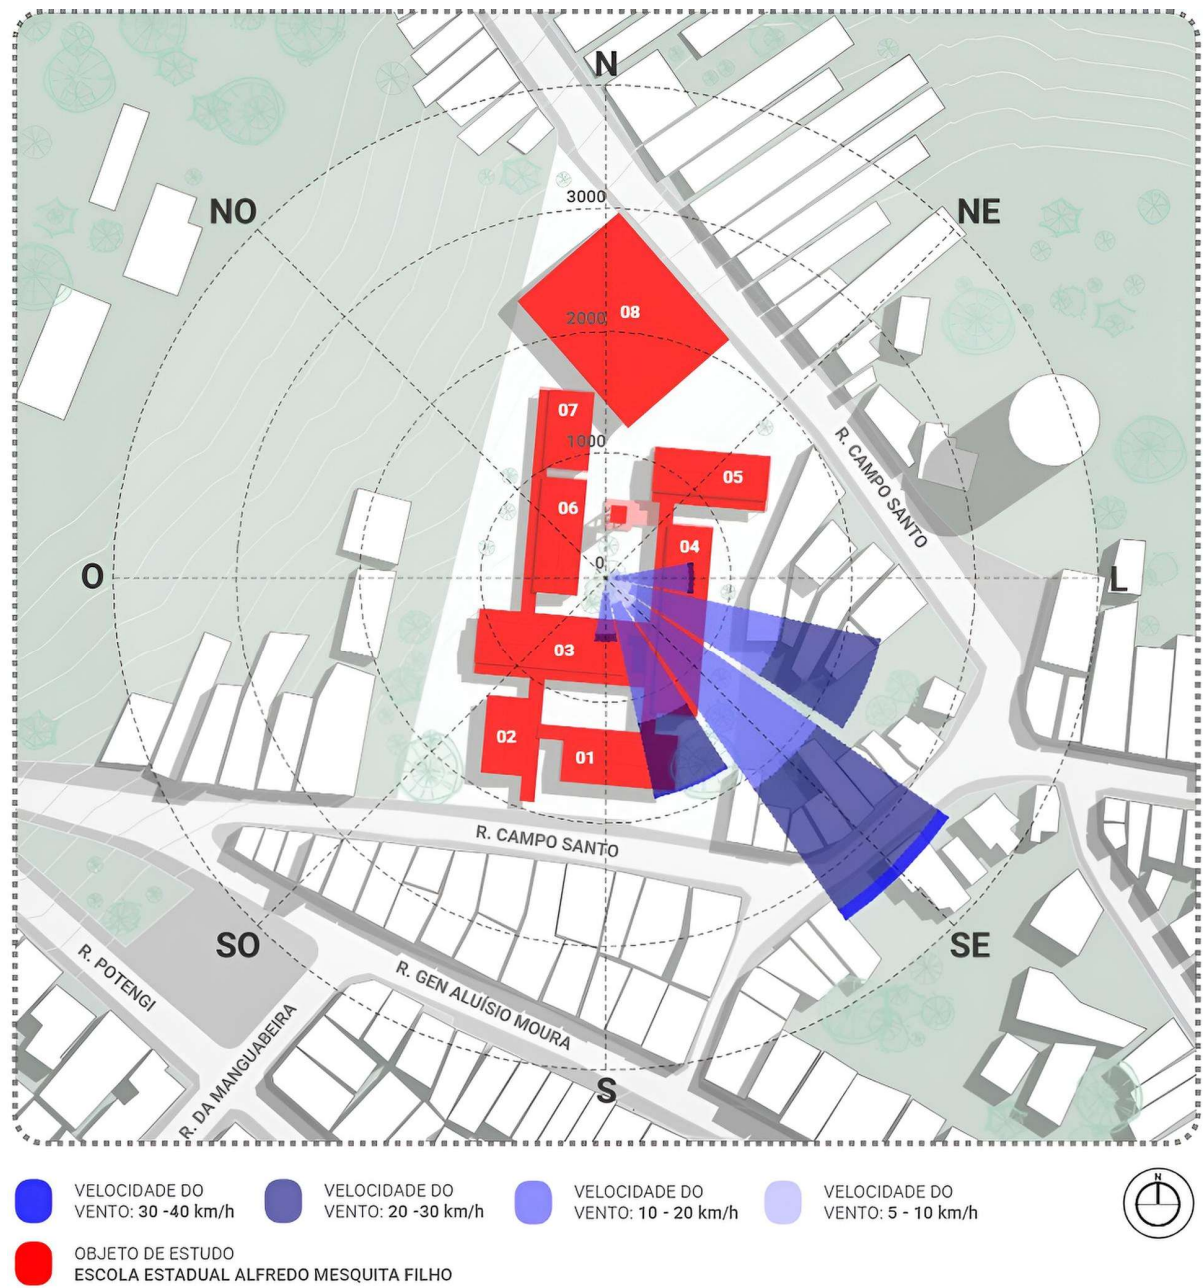 N
3000
NO
NE
08
2000
07
1000
R. CAMPO SANTO
05
06
04
0
O
L
03
02
01
R. CAMPO SANTO
SO
SE
R. POTENGI
R. GEN ALUÍSIO MOURA
R. DA MANGUABEIRA
S
VELOCIDADE DO
VENTO: 30 -40 km/h
VELOCIDADE DO
VENTO: 20 -30 km/h
VELOCIDADE DO
VENTO: 10 - 20 km/h
VELOCIDADE DO
VENTO: 5 - 10 km/h
N
OBJETO DE ESTUDO
ESCOLA ESTADUAL ALFREDO MESQUITA FILHO